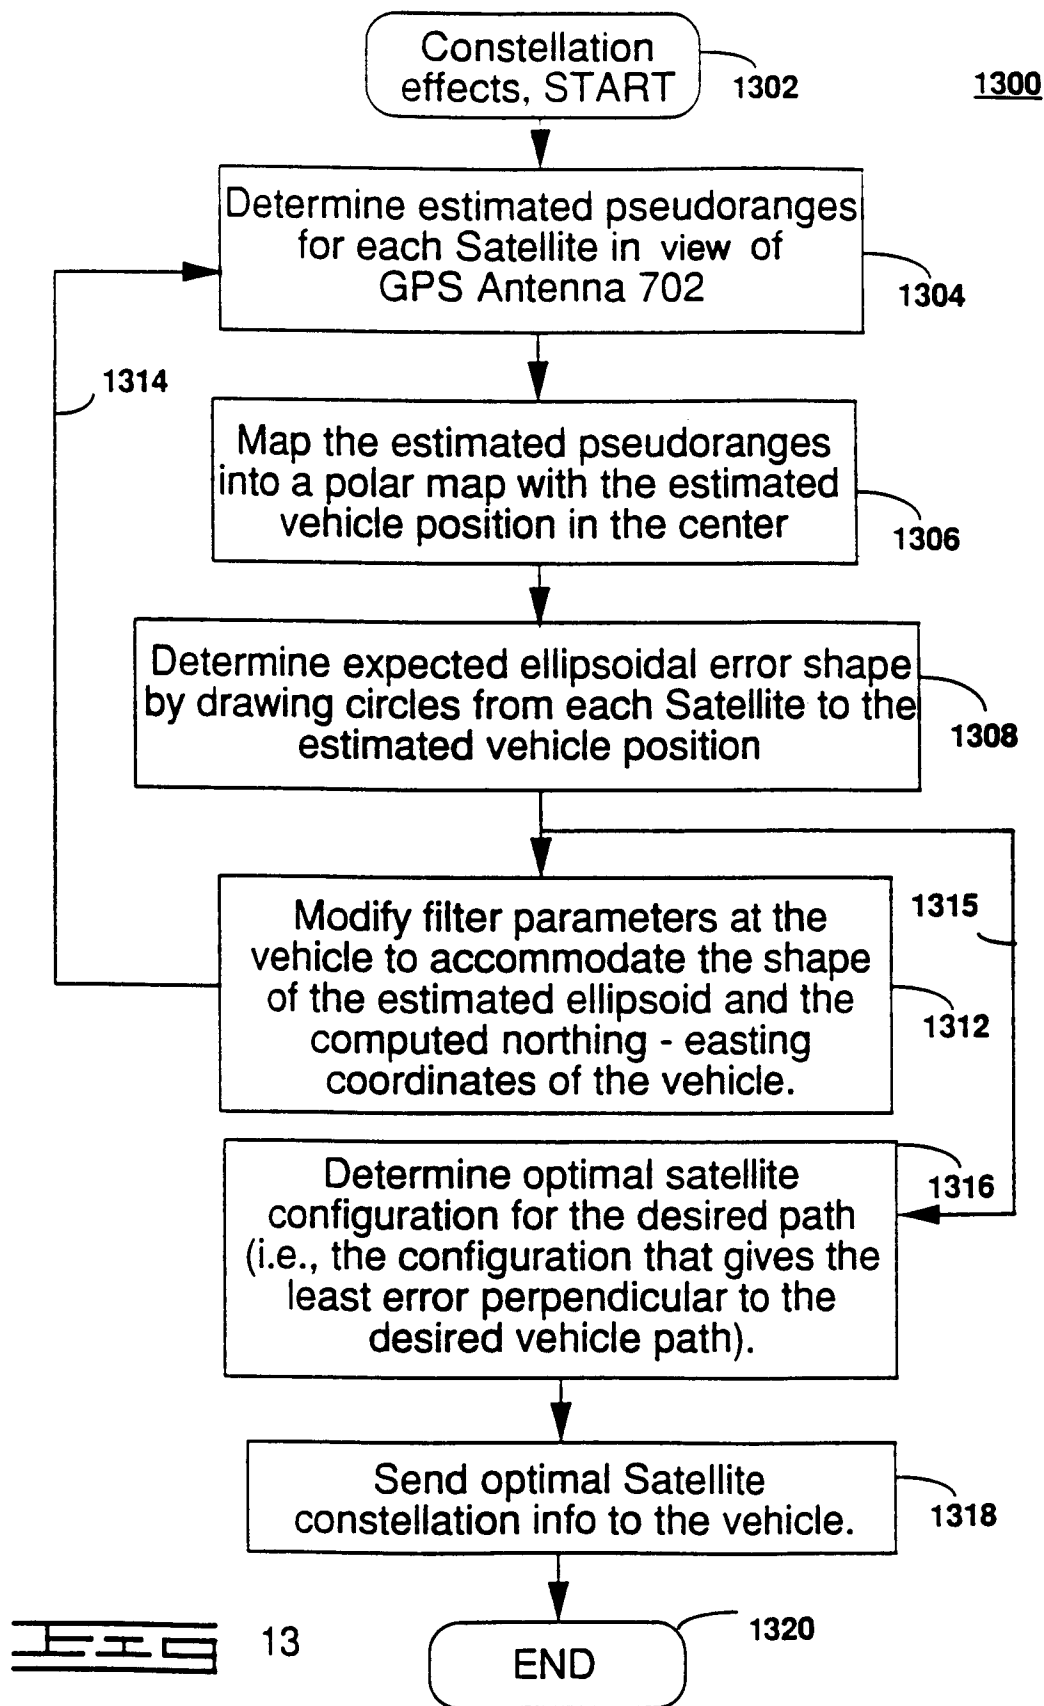 Constellation
effects, START
1302
1300
Determine estimated pseudoranges
for each Satellite in view of
GPS Antenna 702
1304
1314
Map the estimated pseudoranges
into a polar map with the estimated
vehicle position in the center
1306
Determine expected ellipsoidal error shape
by drawing circles from each Satellite to the
estimated vehicle position
1308
1315
Modify filter parameters at the
vehicle to accommodate the shape
of the estimated ellipsoid and the
computed northing - easting
coordinates of the vehicle.
1312
Determine optimal satellite
configuration for the desired path
(i.e., the configuration that gives the
least error perpendicular to the
desired vehicle path).
1316
Send optimal Satellite
constellation info to the vehicle.
1318
END
1320
FIG 13